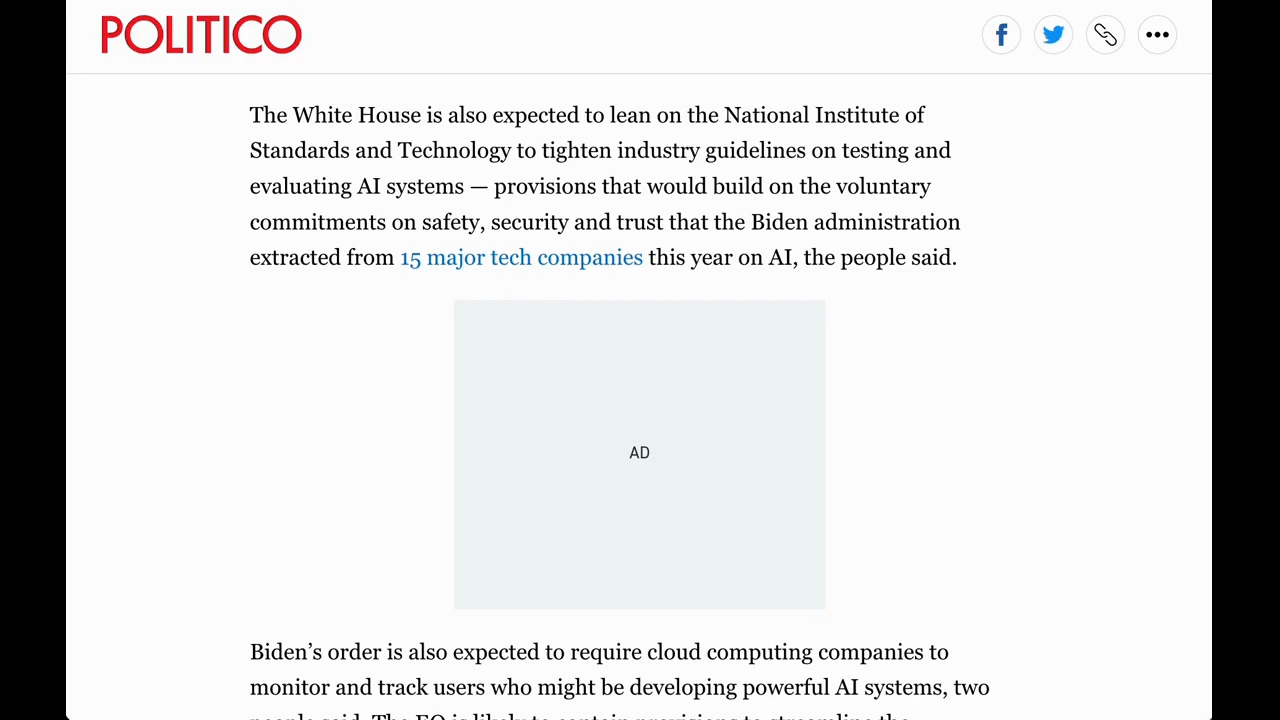 POLITICO
The White House is also expected to lean on the National Institute of
Standards and Technology to tighten industry guidelines on testing and
evaluating AI systems — provisions that would build on the voluntary
commitments on safety, security and trust that the Biden administration
extracted from 15 major tech companies this year on AI, the people said.
AD
Biden’s order is also expected to require cloud computing companies to
monitor and track users who might be developing powerful AI systems, two
people said. The EO is likely to contain provisions to streamline the